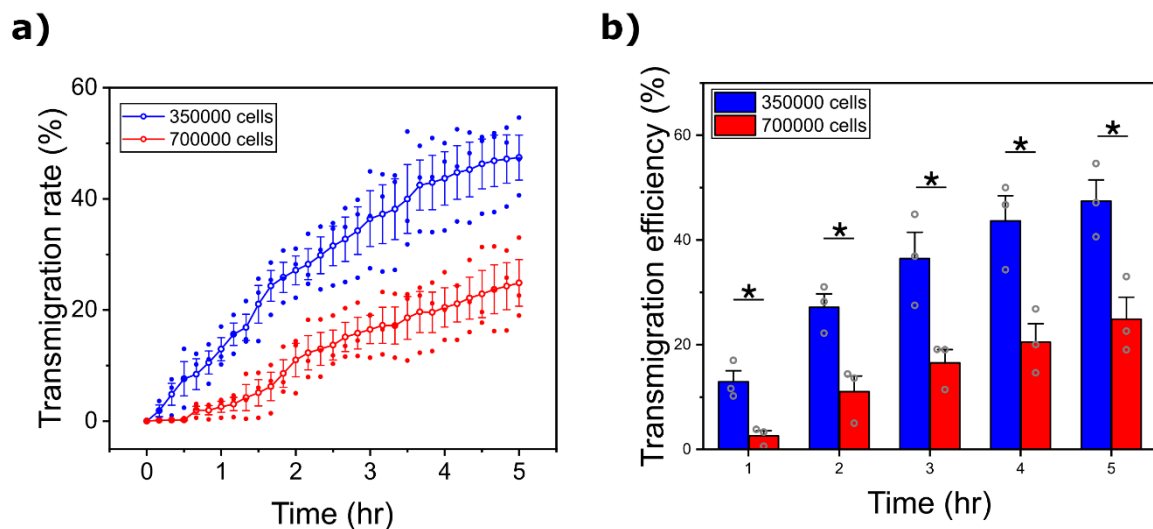 a)
Transmigration rate (%)
60
40
20
0
350000 cells
700000 cells
0 1 2 3 4 5
Time (hr)
b)
Transmigration efficiency (%)
60
40
20
0
350000 cells
700000 cells
* * * * *
1 2 3 4 5
Time (hr)